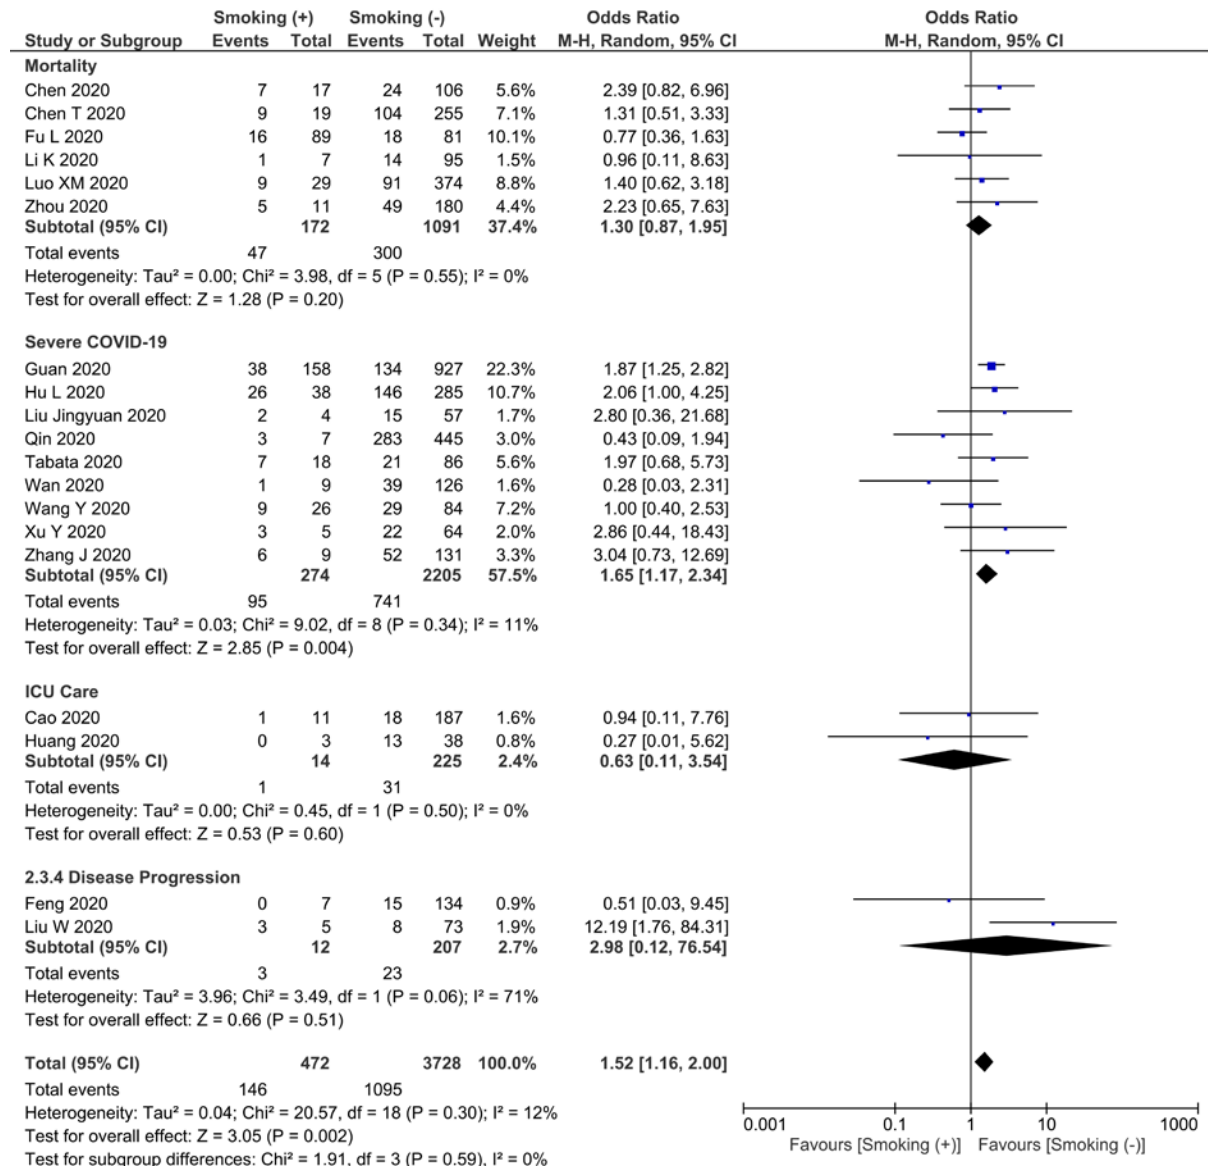 Smoking (+) Smoking (-) Odds Ratio Odds Ratio
Study or Subgroup Events Total Events Total Weight M-H, Random, 95% CI M-H, Random, 95% CI
Mortality
Chen 2020 7 17 24 106 5.6% 2.39 [0.82, 6.96]
Chen T 2020 9 19 104 255 7.1% 1.31 [0.51, 3.33]
Fu L 2020 16 89 18 81 10.1% 0.77 [0.36, 1.63]
Li K 2020 1 7 14 95 1.5% 0.96 [0.11, 8.63]
Luo XM 2020 9 29 91 374 8.8% 1.40 [0.62, 3.18]
Zhou 2020 5 11 49 180 4.4% 2.23 [0.65, 7.63]
Subtotal (95% CI) 172 1091 37.4% 1.30 [0.87, 1.95]
Total events 47 300
Heterogeneity: Tau² = 0.00; Chi² = 3.98, df = 5 (P = 0.55); I² = 0%
Test for overall effect: Z = 1.28 (P = 0.20)
Severe COVID-19
Guan 2020 38 158 134 927 22.3% 1.87 [1.25, 2.82]
Hu L 2020 26 38 146 285 10.7% 2.06 [1.00, 4.25]
Liu Jingyuan 2020 2 4 15 57 1.7% 2.80 [0.36, 21.68]
Qin 2020 3 7 283 445 3.0% 0.43 [0.09, 1.94]
Tabata 2020 7 18 21 86 5.6% 1.97 [0.68, 5.73]
Wan 2020 1 9 39 126 1.6% 0.28 [0.03, 2.31]
Wang Y 2020 9 26 29 84 7.2% 1.00 [0.40, 2.53]
Xu Y 2020 3 5 22 64 2.0% 2.86 [0.44, 18.43]
Zhang J 2020 6 9 52 131 3.3% 3.04 [0.73, 12.69]
Subtotal (95% CI) 274 2205 57.5% 1.65 [1.17, 2.34]
Total events 95 741
Heterogeneity: Tau² = 0.03; Chi² = 9.02, df = 8 (P = 0.34); I² = 11%
Test for overall effect: Z = 2.85 (P = 0.004)
ICU Care
Cao 2020 1 11 18 187 1.6% 0.94 [0.11, 7.76]
Huang 2020 0 3 13 38 0.8% 0.27 [0.01, 5.62]
Subtotal (95% CI) 14 225 2.4% 0.63 [0.11, 3.54]
Total events 1 31
Heterogeneity: Tau² = 0.00; Chi² = 0.45, df = 1 (P = 0.50); I² = 0%
Test for overall effect: Z = 0.53 (P = 0.60)
2.3.4 Disease Progression
Feng 2020 0 7 15 134 0.9% 0.51 [0.03, 9.45]
Liu W 2020 3 5 8 73 1.9% 12.19 [1.76, 84.31]
Subtotal (95% CI) 12 207 2.7% 2.98 [0.12, 76.54]
Total events 3 23
Heterogeneity: Tau² = 3.96; Chi² = 3.49, df = 1 (P = 0.06); I² = 71%
Test for overall effect: Z = 0.66 (P = 0.51)
Total (95% CI) 472 3728 100.0% 1.52 [1.16, 2.00]
Total events 146 1095
Heterogeneity: Tau² = 0.04; Chi² = 20.57, df = 18 (P = 0.30); I² = 12%
Test for overall effect: Z = 3.05 (P = 0.002)
Test for subgroup differences: Chi² = 1.91, df = 3 (P = 0.59), I² = 0%
0.001 0.1 1 10 1000
Favours [Smoking (+)] Favours [Smoking (-)]